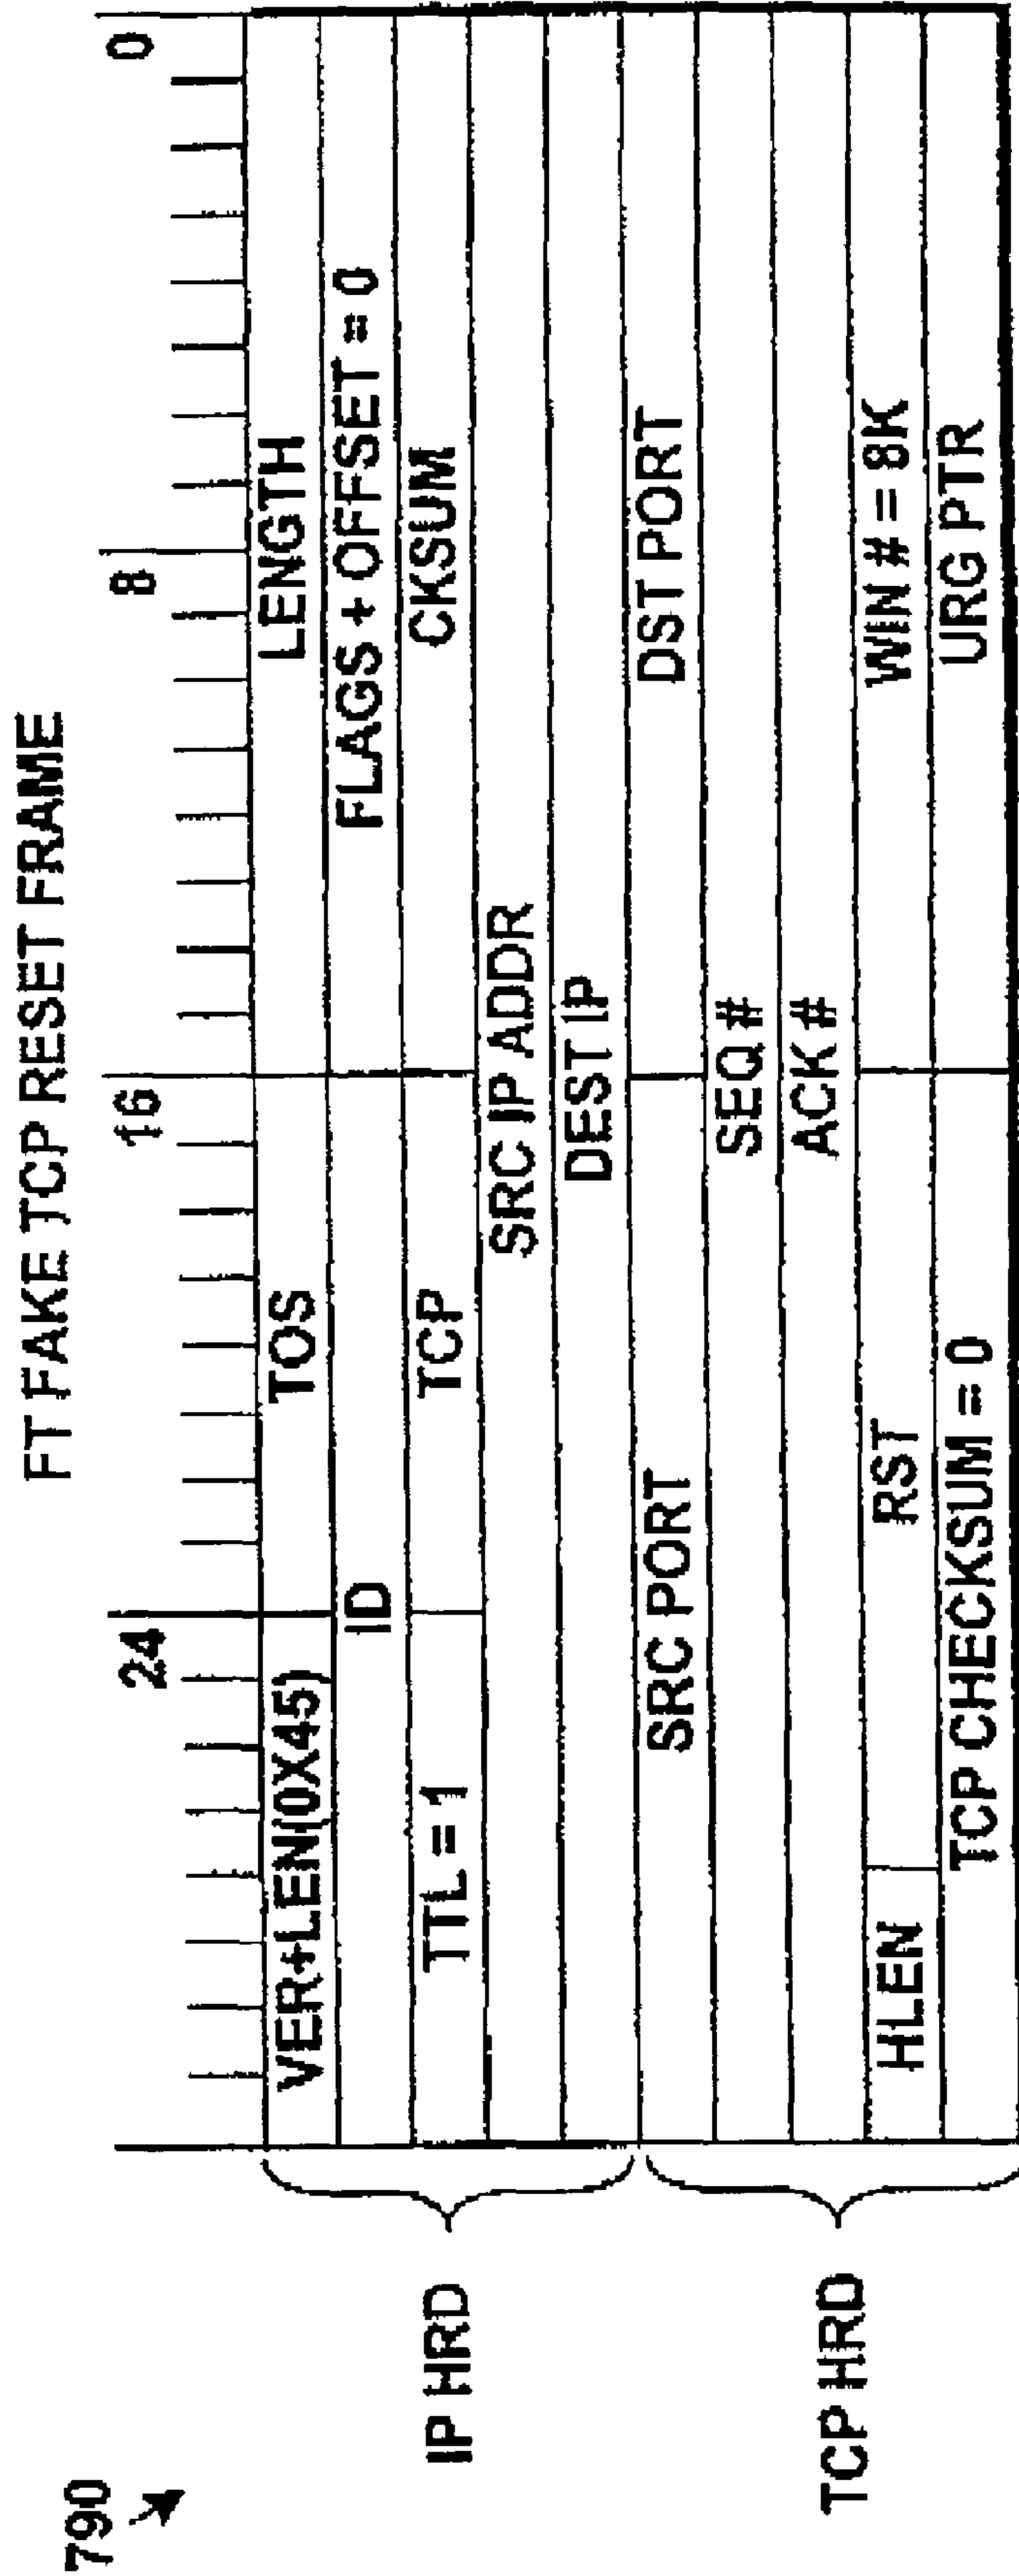 FT FAKE TCP RESET FRAME
790
24 16 8 0
IP HRD
VER+LEN(0X45) TOS LENGTH
ID FLAGS + OFFSET = 0
TTL = 1 TCP CKSUM
SRC IP ADDR
DEST IP
TCP HRD
SRC PORT DST PORT
SEQ #
ACK #
HLEN RST WIN # = 8K
TCP CHECKSUM = 0 URG PTR